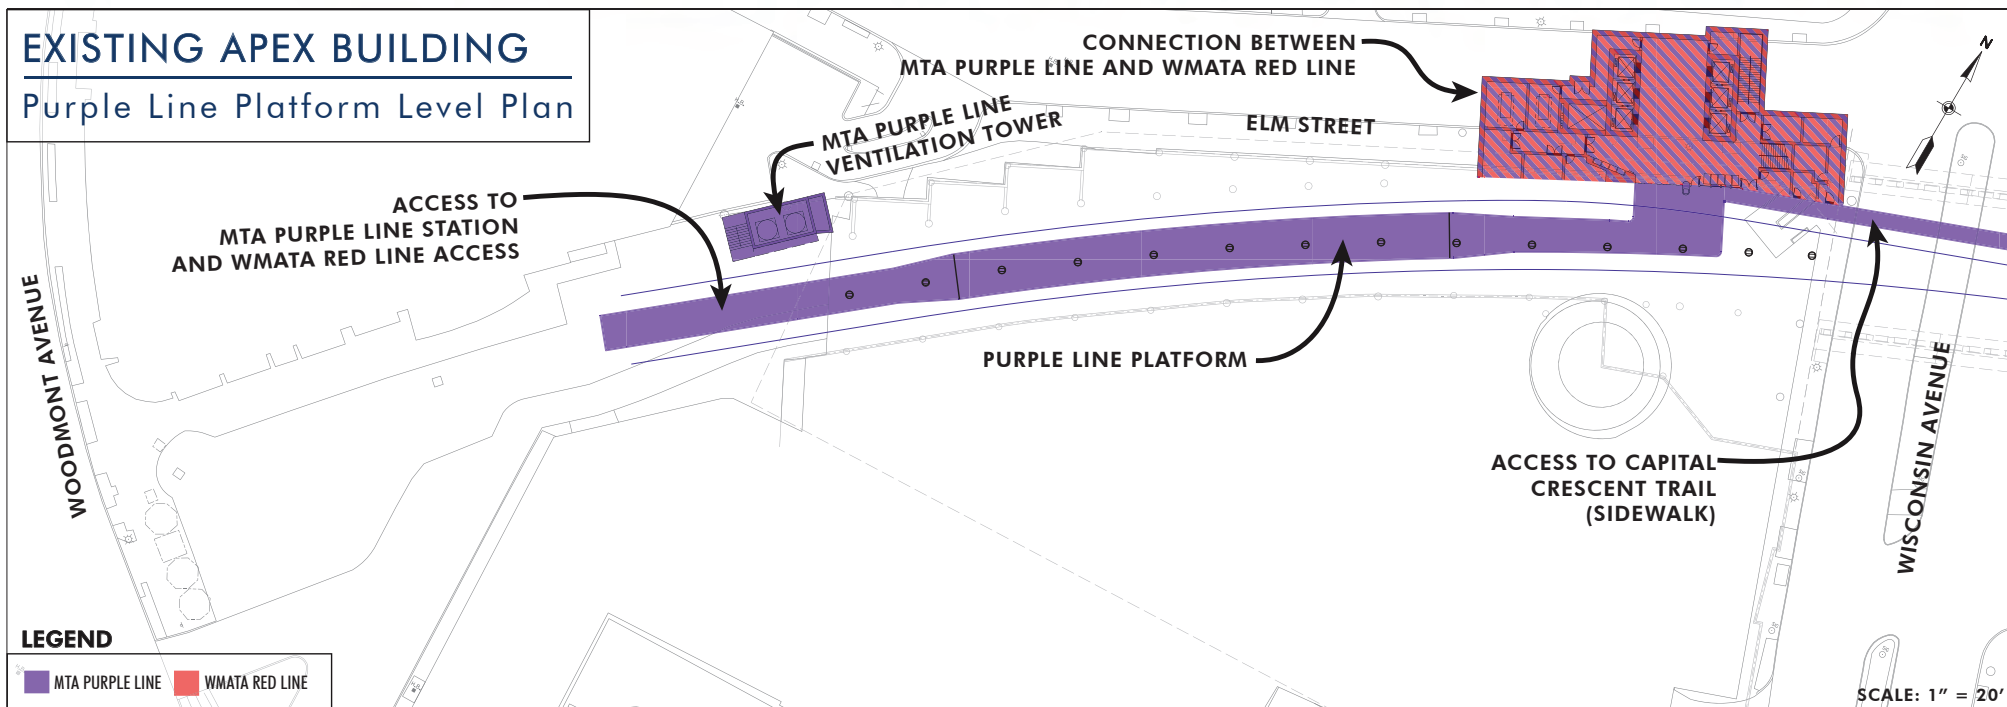 EXISTING APEX BUILDING
Purple Line Platform Level Plan
CONNECTION BETWEEN
MTA PURPLE LINE AND WMATA RED LINE
N
MTA PURPLE LINE
VENTILATION TOWER
ELM STREET
ACCESS TO
MTA PURPLE LINE STATION
AND WMATA RED LINE ACCESS
WOODMONT AVENUE
PURPLE LINE PLATFORM
ACCESS TO CAPITAL
CRESCENT TRAIL
(SIDEWALK)
WISCONSIN AVENUE
LEGEND
MTA PURPLE LINE
WMATA RED LINE
SCALE: 1" = 20'